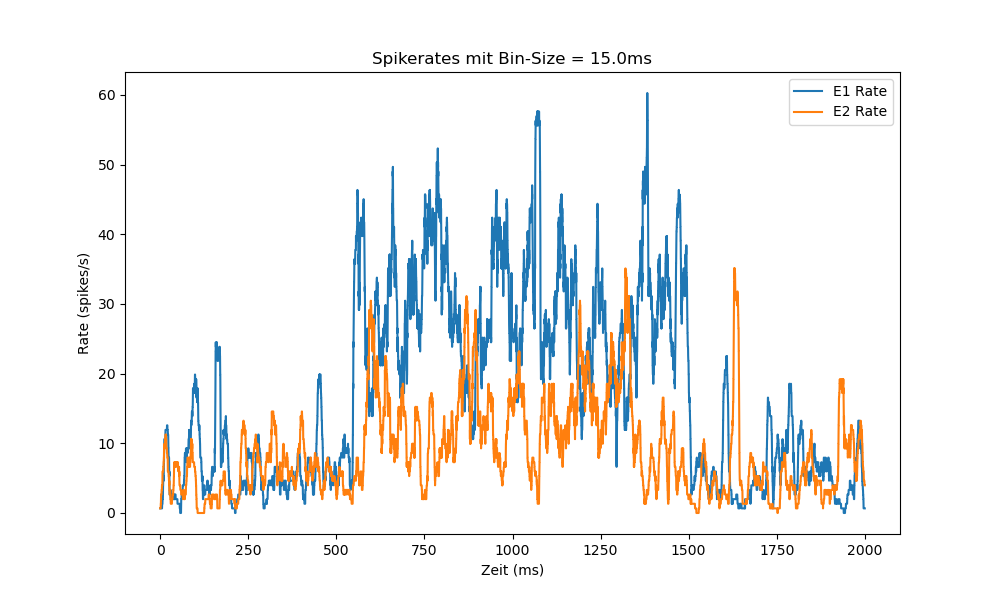 Spikerates mit Bin-Size = 15.0ms
E1 Rate
E2 Rate
60
50
40
30
20
10
0
Rate (spikes/s)
0 250 500 750 1000 1250 1500 1750 2000
Zeit (ms)